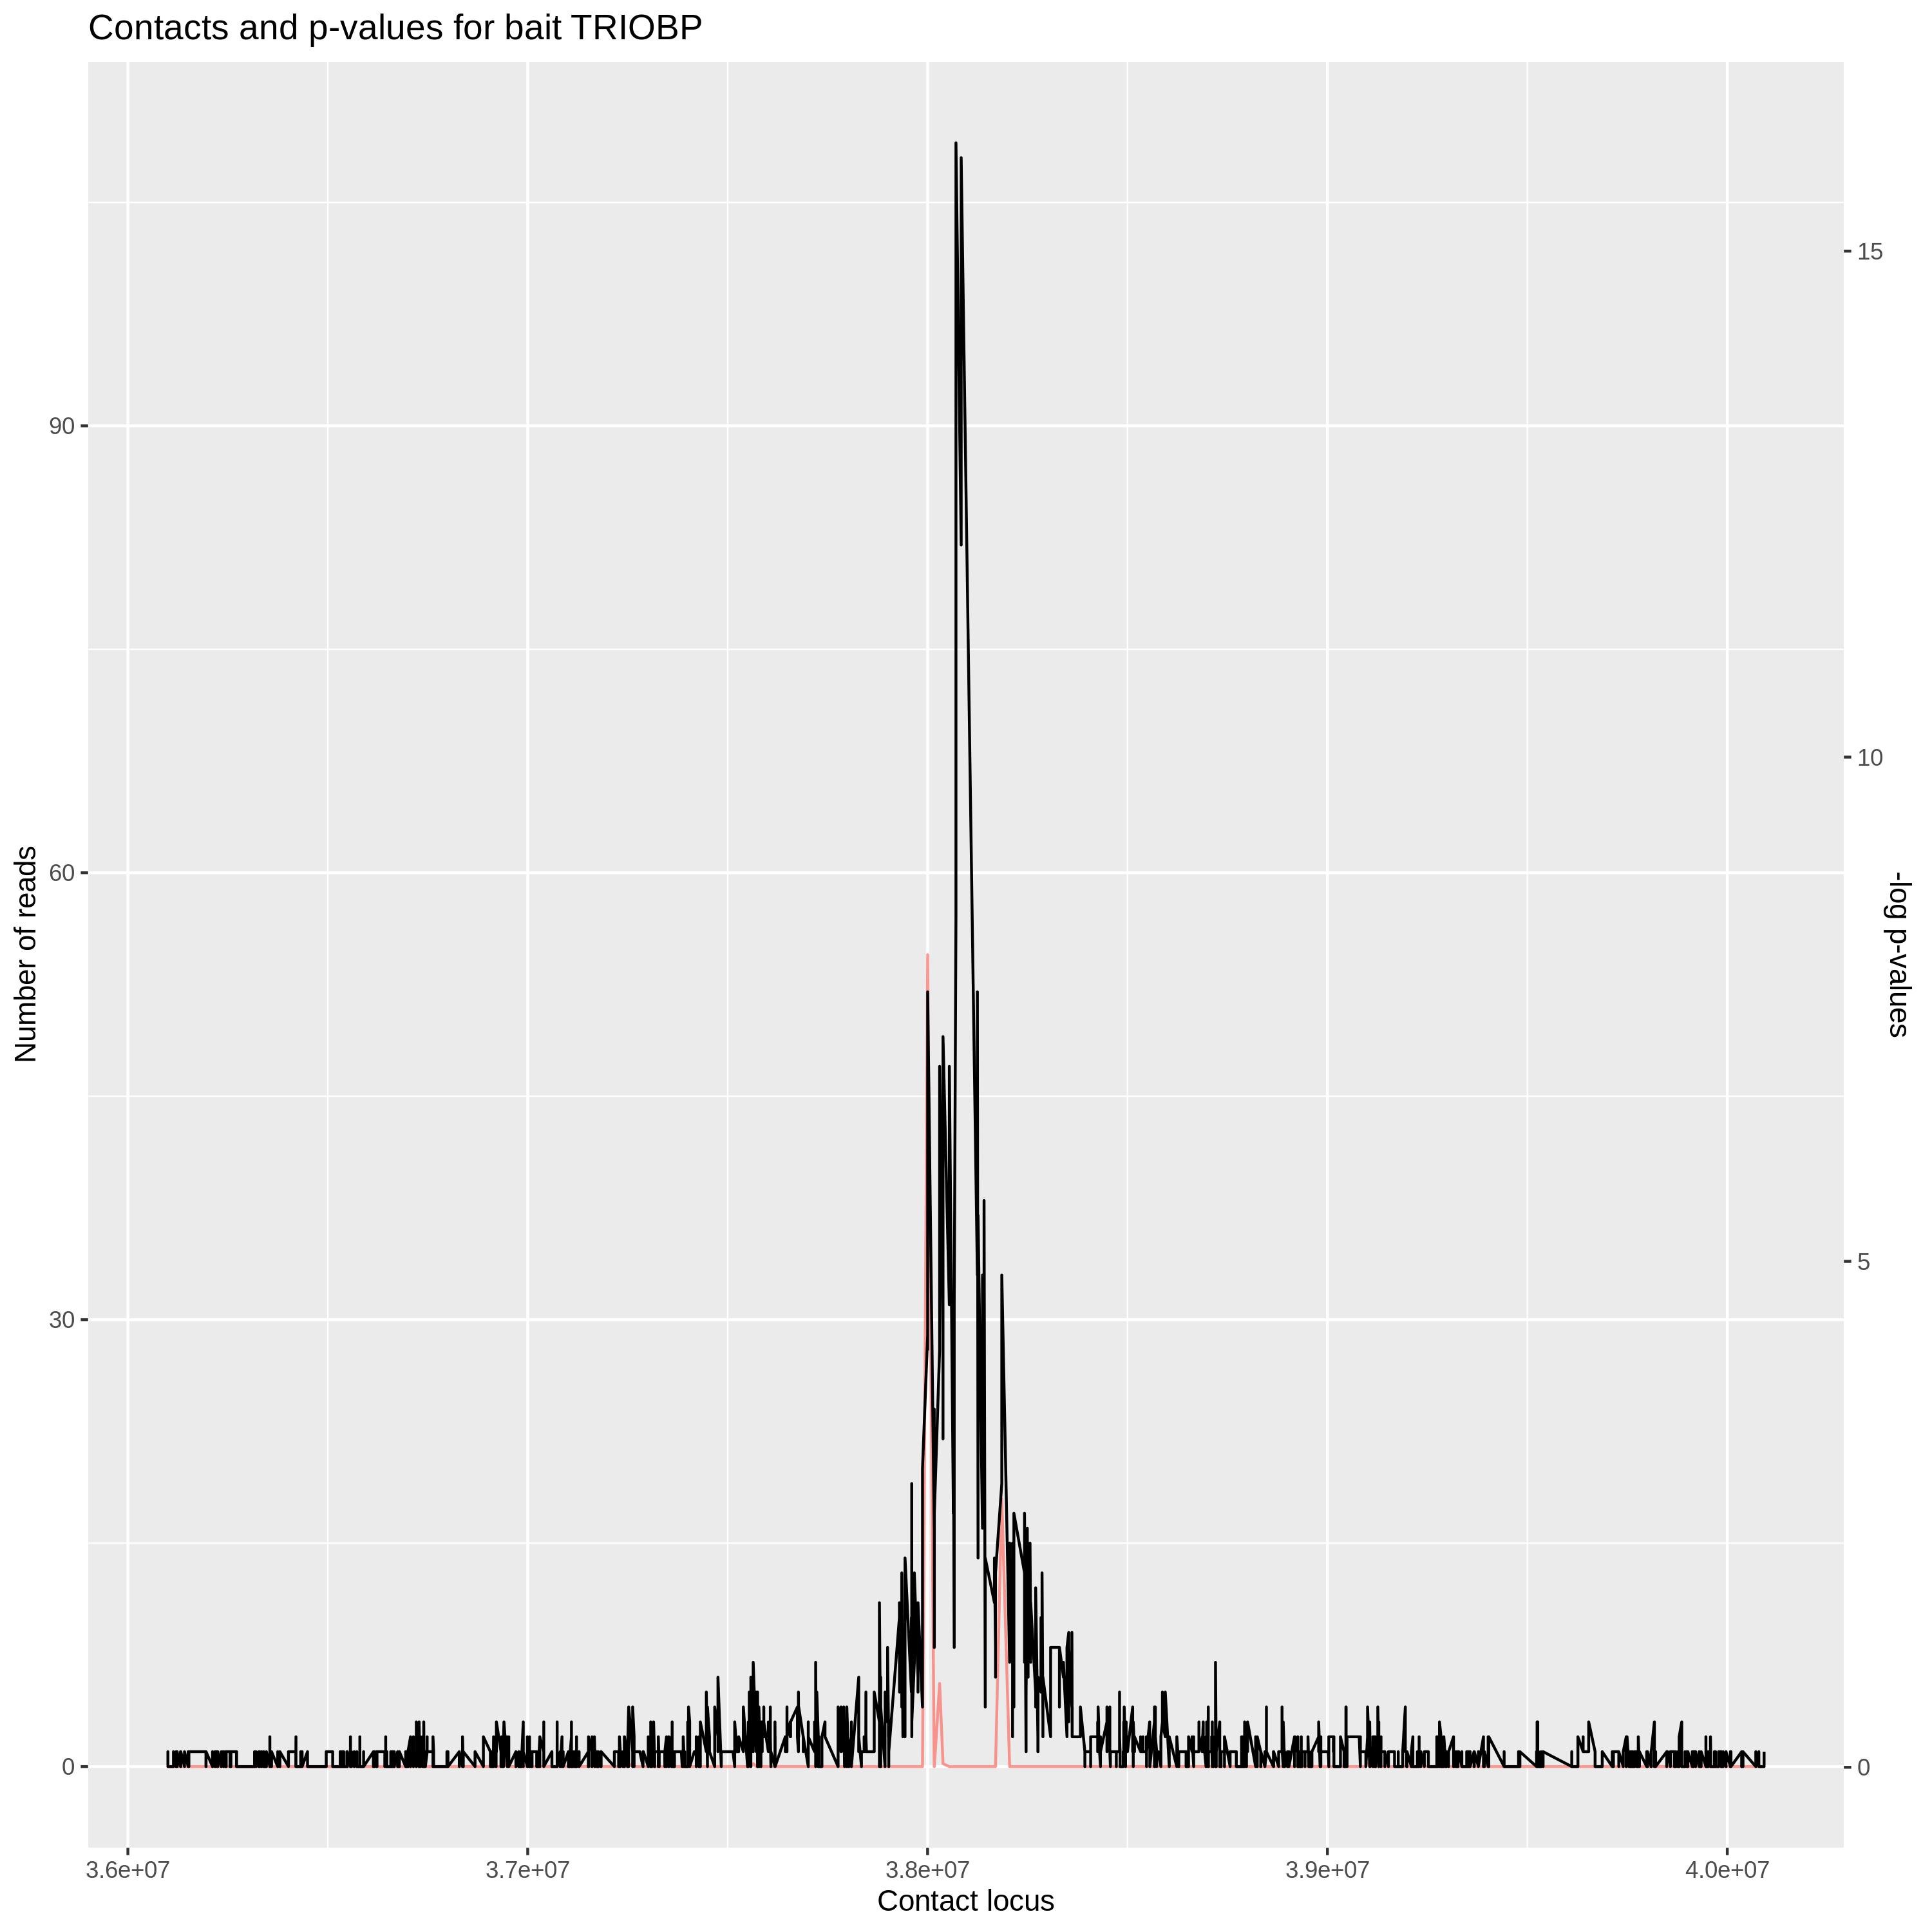 Contacts and p-values for bait TRIOBP
90
60
30
0
Number of reads
15
10
5
0
-log p-values
3.6e+07 3.7e+07 3.8e+07 3.9e+07 4.0e+07
Contact locus